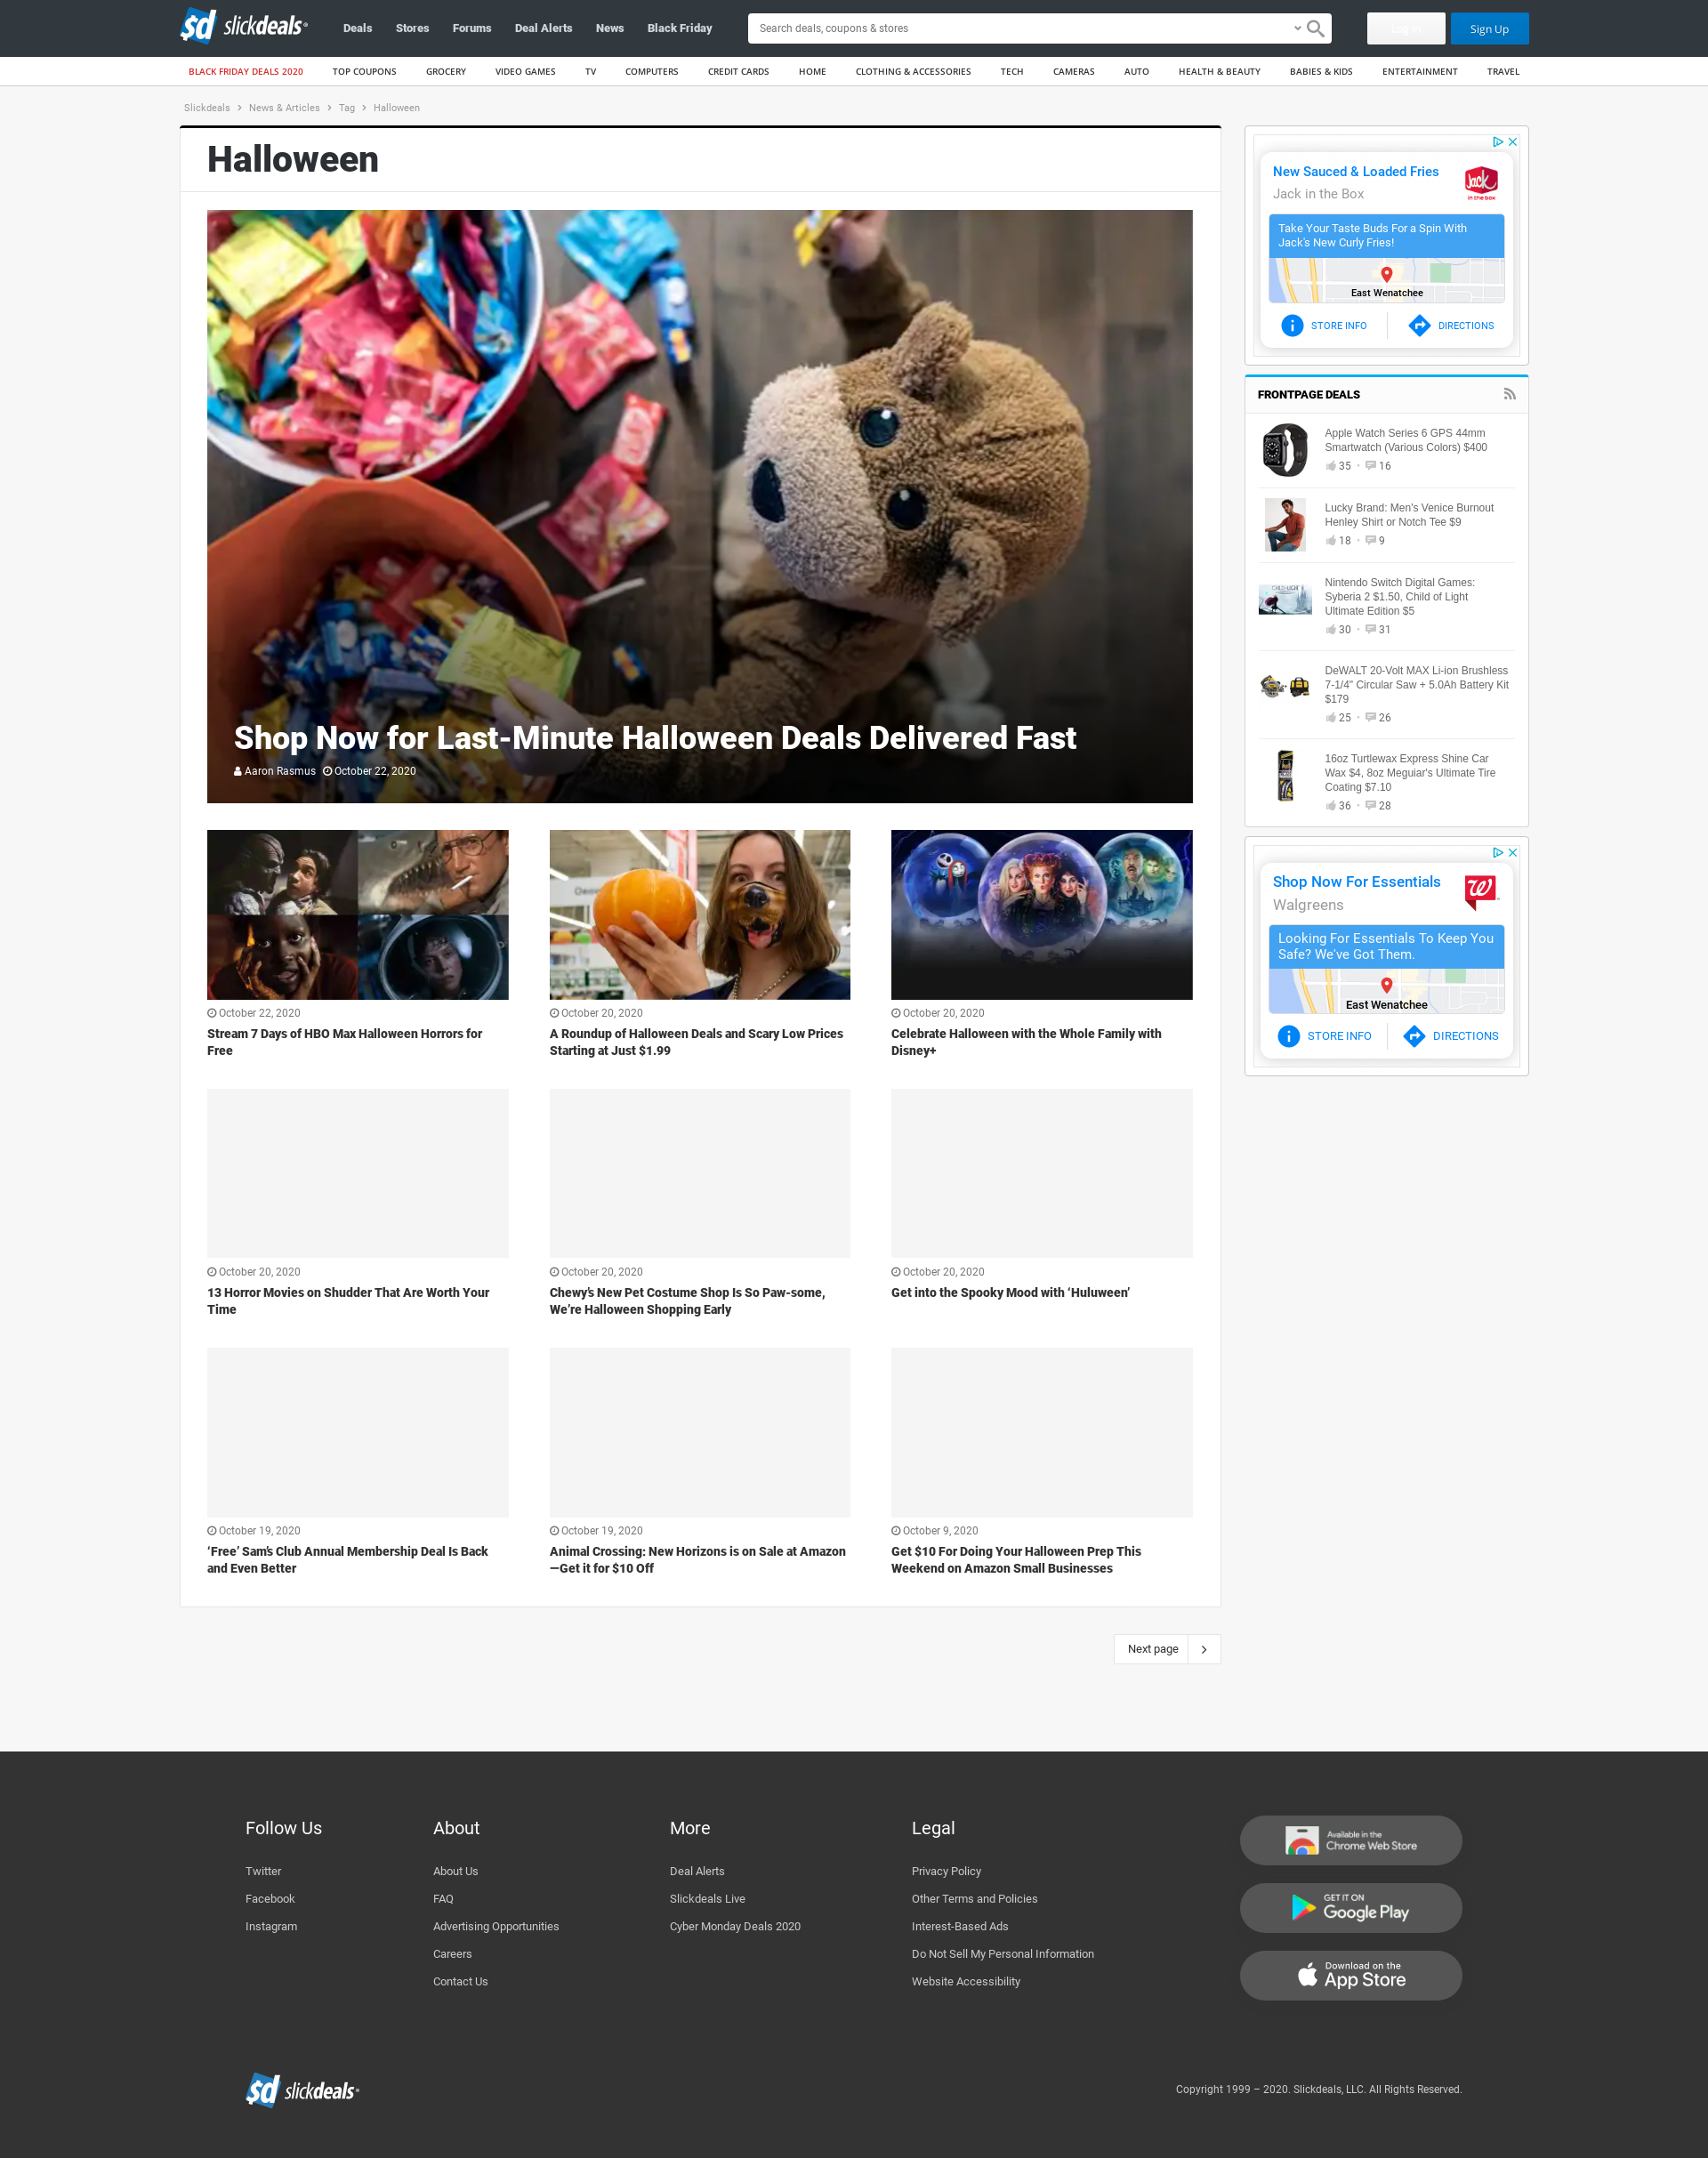 slickdeals
Deals
Stores
Forums
Deal Alerts
News
Black Friday
Search deals, coupons & stores
Log In
Sign Up
BLACK FRIDAY DEALS 2020
TOP COUPONS
GROCERY
VIDEO GAMES
TV
COMPUTERS
CREDIT CARDS
HOME
CLOTHING & ACCESSORIES
TECH
CAMERAS
AUTO
HEALTH & BEAUTY
BABIES & KIDS
ENTERTAINMENT
TRAVEL
Slickdeals > News & Articles > Tag > Halloween
Halloween
Shop Now for Last-Minute Halloween Deals Delivered Fast
Aaron Rasmus October 22, 2020
October 22, 2020
Stream 7 Days of HBO Max Halloween Horrors for
Free
October 20, 2020
A Roundup of Halloween Deals and Scary Low Prices
Starting at Just $1.99
October 20, 2020
Celebrate Halloween with the Whole Family with
Disney+
October 20, 2020
13 Horror Movies on Shudder That Are Worth Your
Time
October 20, 2020
Chewy's New Pet Costume Shop Is So Paw-some,
We're Halloween Shopping Early
October 20, 2020
Get into the Spooky Mood with ‘Huluween’
October 19, 2020
‘Free’ Sam's Club Annual Membership Deal Is Back
and Even Better
October 19, 2020
Animal Crossing: New Horizons is on Sale at Amazon
—Get it for $10 Off
October 9, 2020
Get $10 For Doing Your Halloween Prep This
Weekend on Amazon Small Businesses
Next page
New Sauced & Loaded Fries
Jack in the Box
Jack
in the box
Take Your Taste Buds For a Spin With
Jack's New Curly Fries!
East Wenatchee
STORE INFO
DIRECTIONS
FRONTPAGE DEALS
Apple Watch Series 6 GPS 44mm
Smartwatch (Various Colors) $400
35 • 16
Lucky Brand: Men's Venice Burnout
Henley Shirt or Notch Tee $9
18 • 9
Nintendo Switch Digital Games:
Syberia 2 $1.50, Child of Light
Ultimate Edition $5
30 • 31
DeWALT 20-Volt MAX Li-ion Brushless
7-1/4" Circular Saw + 5.0Ah Battery Kit
$179
25 • 26
16oz Turtlewax Express Shine Car
Wax $4, 8oz Meguiar's Ultimate Tire
Coating $7.10
36 • 28
Shop Now For Essentials
Walgreens
Looking For Essentials To Keep You
Safe? We've Got Them.
East Wenatchee
STORE INFO
DIRECTIONS
Follow Us
Twitter
Facebook
Instagram
About
About Us
FAQ
Advertising Opportunities
Careers
Contact Us
More
Deal Alerts
Slickdeals Live
Cyber Monday Deals 2020
Legal
Privacy Policy
Other Terms and Policies
Interest-Based Ads
Do Not Sell My Personal Information
Website Accessibility
Available in the
Chrome Web Store
GET IT ON
Google Play
Download on the
App Store
slickdeals
Copyright 1999 – 2020. Slickdeals, LLC. All Rights Reserved.